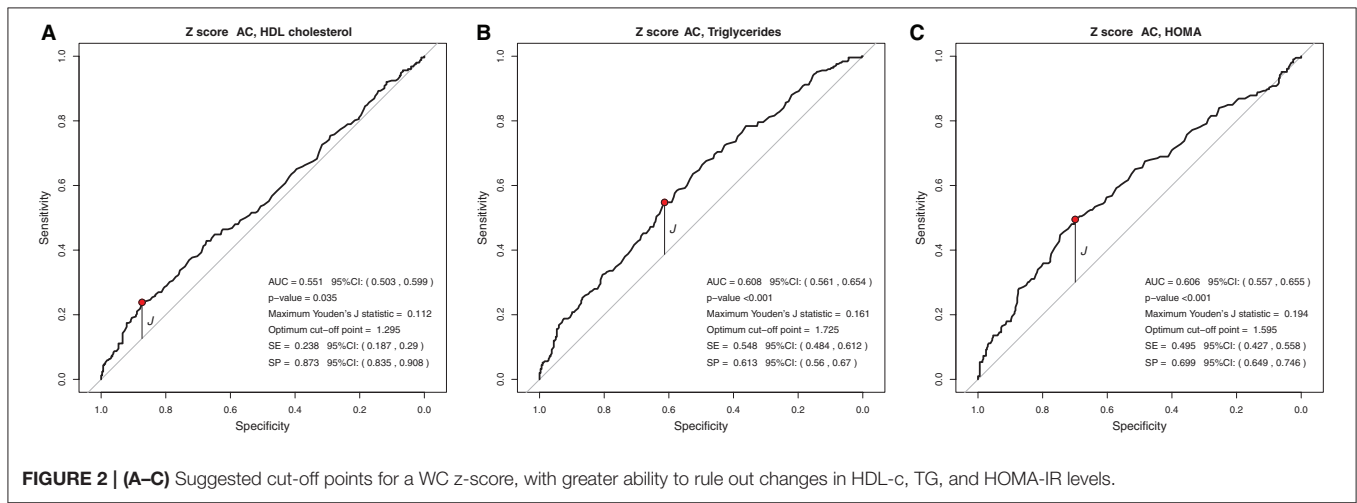 A
Z score AC, HDL cholesterol
Sensitivity
1.0
0.8
0.6
0.4
0.2
0.0
J
AUC = 0.551 95%CI: ( 0.503 , 0.599 )
p−value = 0.035
Maximum Youden's J statistic = 0.112
Optimum cut−off point = 1.295
SE = 0.238 95%CI: ( 0.187 , 0.29 )
SP = 0.873 95%CI: ( 0.835 , 0.908 )
1.0 0.8 0.6 0.4 0.2 0.0
Specificity
B
Z score AC, Triglycerides
Sensitivity
1.0
0.8
0.6
0.4
0.2
0.0
J
AUC = 0.608 95%CI: ( 0.561 , 0.654 )
p−value <0.001
Maximum Youden's J statistic = 0.161
Optimum cut−off point = 1.725
SE = 0.548 95%CI: ( 0.484 , 0.612 )
SP = 0.613 95%CI: ( 0.56 , 0.67 )
1.0 0.8 0.6 0.4 0.2 0.0
Specificity
C
Z score AC, HOMA
Sensitivity
1.0
0.8
0.6
0.4
0.2
0.0
J
AUC = 0.606 95%CI: ( 0.557 , 0.655 )
p−value <0.001
Maximum Youden's J statistic = 0.194
Optimum cut−off point = 1.595
SE = 0.495 95%CI: ( 0.427 , 0.558 )
SP = 0.699 95%CI: ( 0.649 , 0.746 )
1.0 0.8 0.6 0.4 0.2 0.0
Specificity
FIGURE 2 | (A–C) Suggested cut-off points for a WC z-score, with greater ability to rule out changes in HDL-c, TG, and HOMA-IR levels.